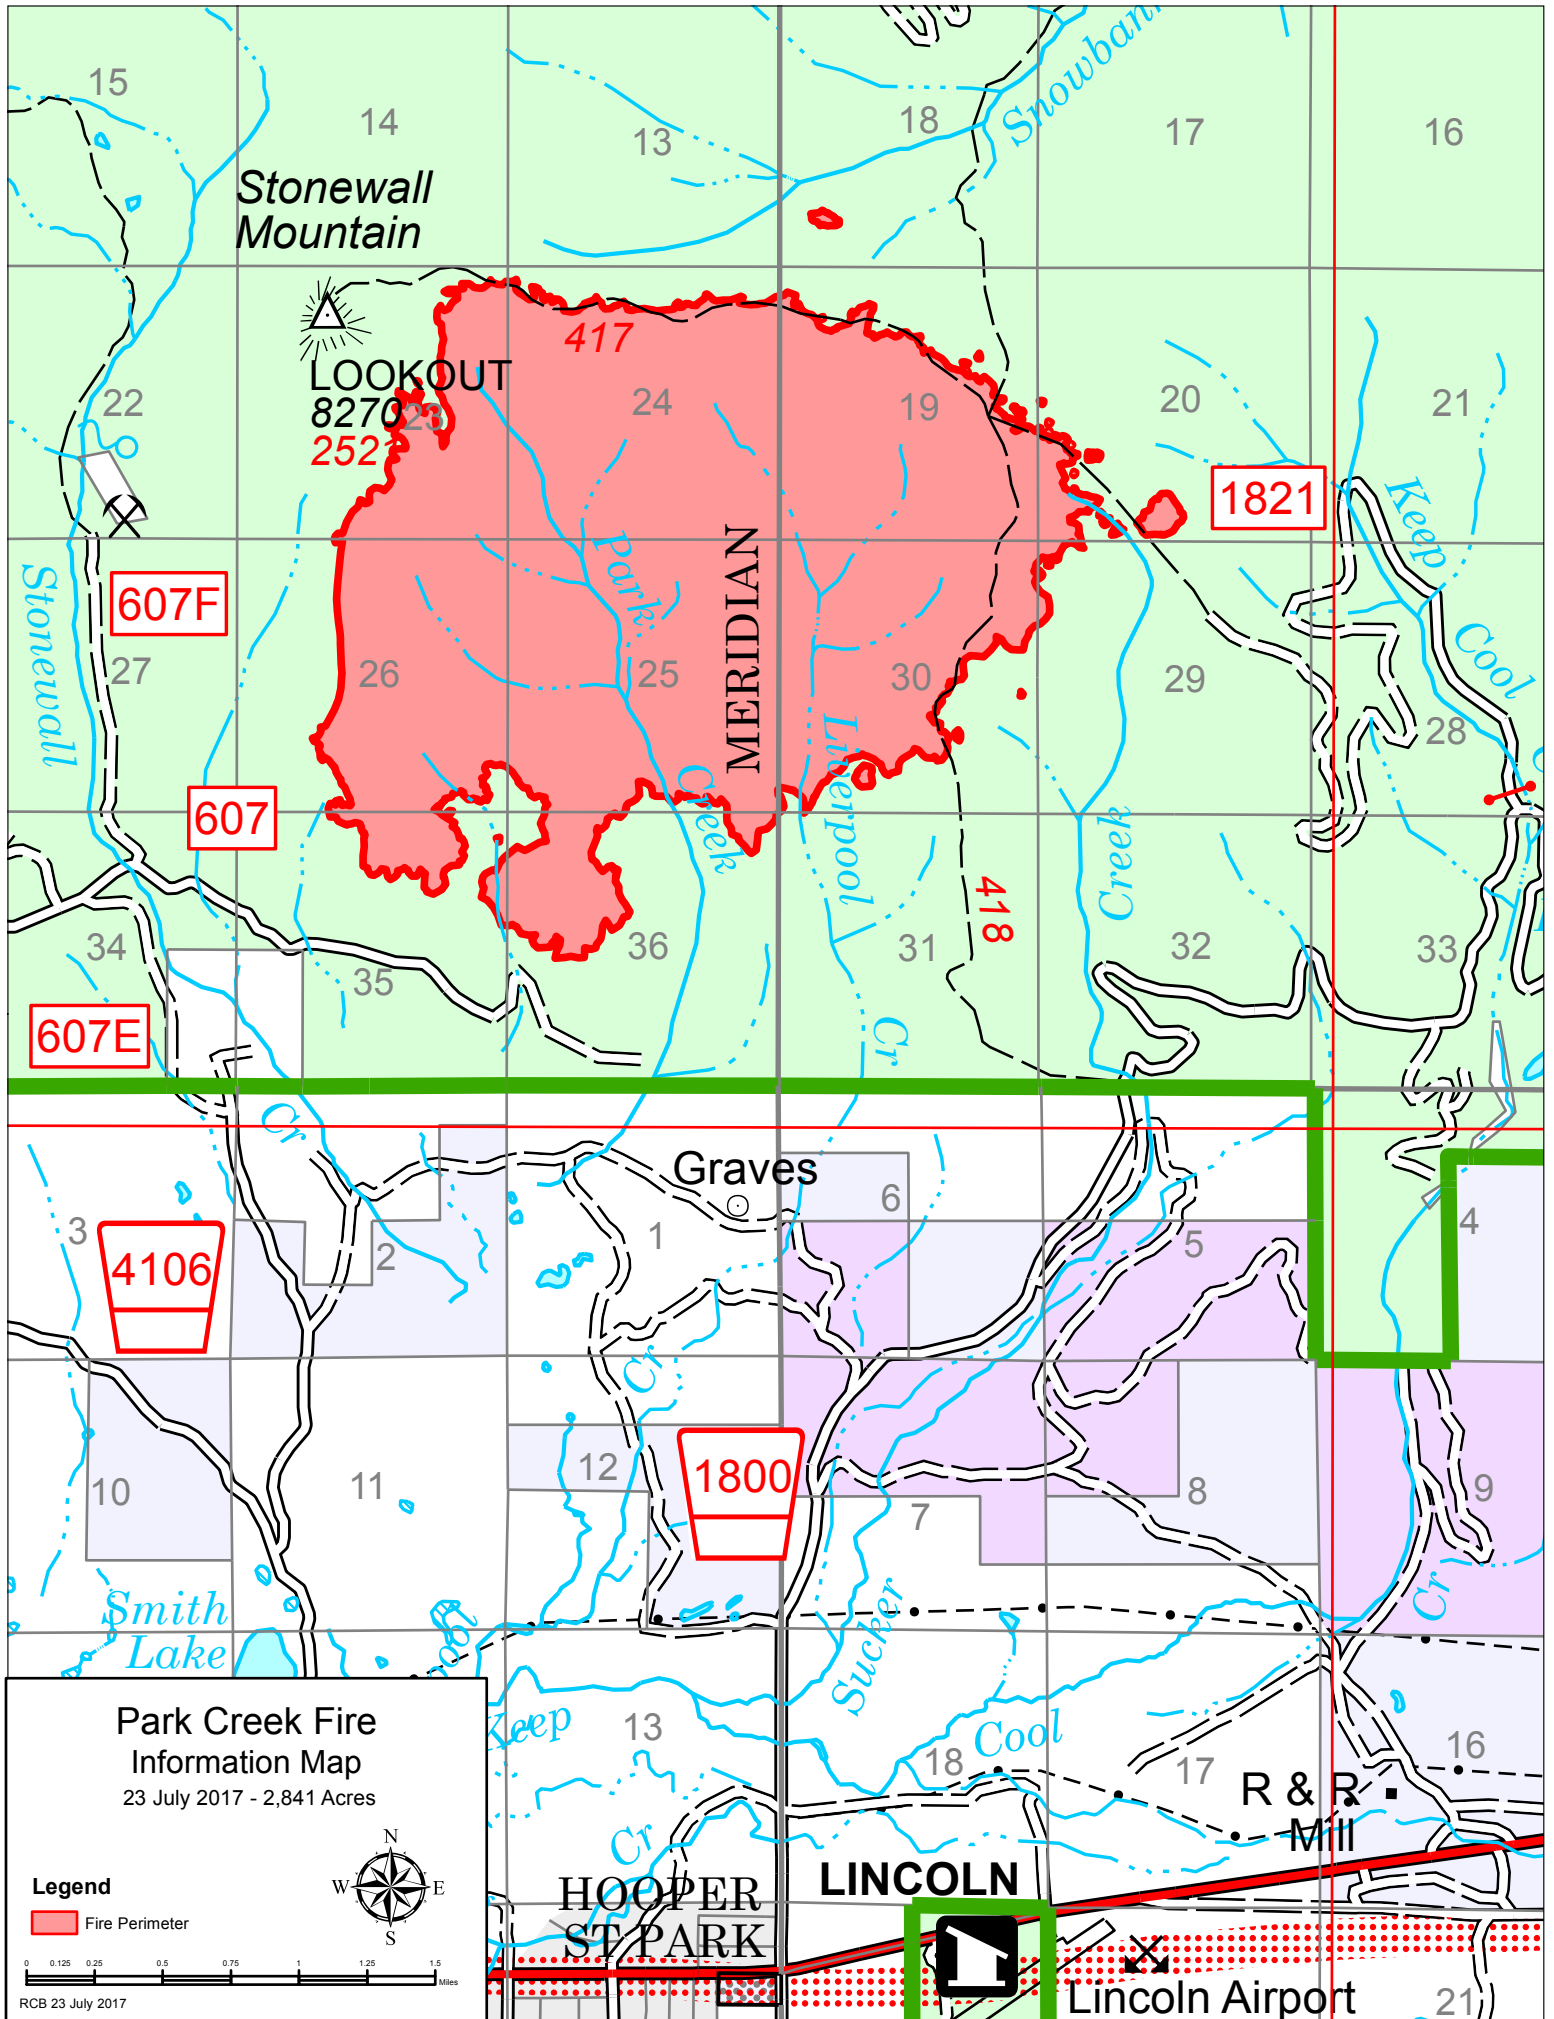 15
14
13
18
Snowbank
17
16
Stonewall
Mountain
417
LOOKOUT
22
8270
23
252
24
19
20
21
1821
Keep
Stonewall
607F
Park
MERIDIAN
27
26
25
30
29
Cool
28
Liverpool
607
Creek
Creek
418
34
35
36
31
32
33
607E
Cr
Cr
Graves
3
4106
2
1
6
5
4
Cr
10
11
12
1800
7
8
9
Smith
Lake
Sucker
Cr
Keep
13
18
Cool
17
16
R & R
Mill
Cr
HOOPER
ST PARK
LINCOLN
Lincoln Airport
21
Park Creek Fire
Information Map
23 July 2017 - 2,841 Acres
N
W E
S
Legend
Fire Perimeter
0 0.125 0.25 0.5 0.75 1 1.25 1.5
Miles
RCB 23 July 2017